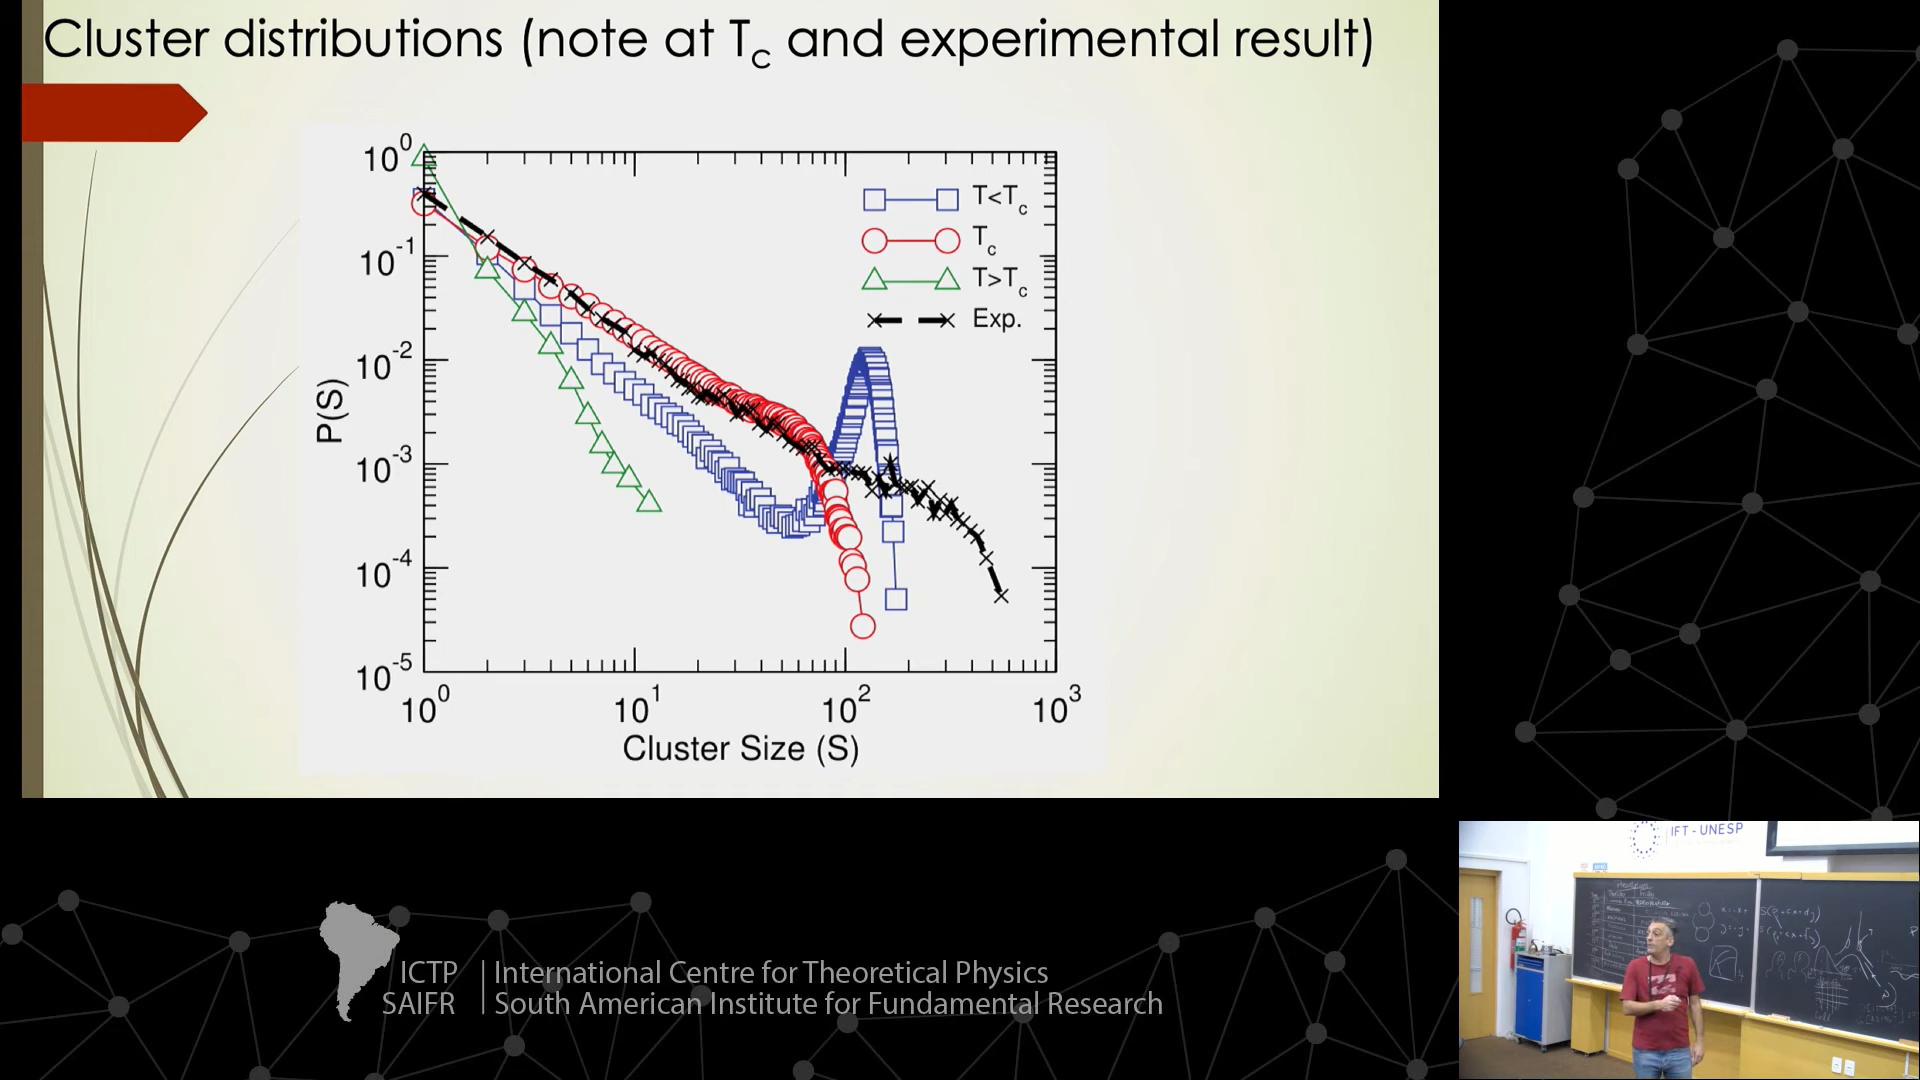 Cluster distributions (note at Tc and experimental result)
10^0
10^-1
10^-2
10^-3
10^-4
10^-5
P(S)
T<Tc
Tc
T>Tc
Exp.
10^0 10^1 10^2 10^3
Cluster Size (S)
IFT - UNESP
ICTP
SAIFR
International Centre for Theoretical Physics
South American Institute for Fundamental Research